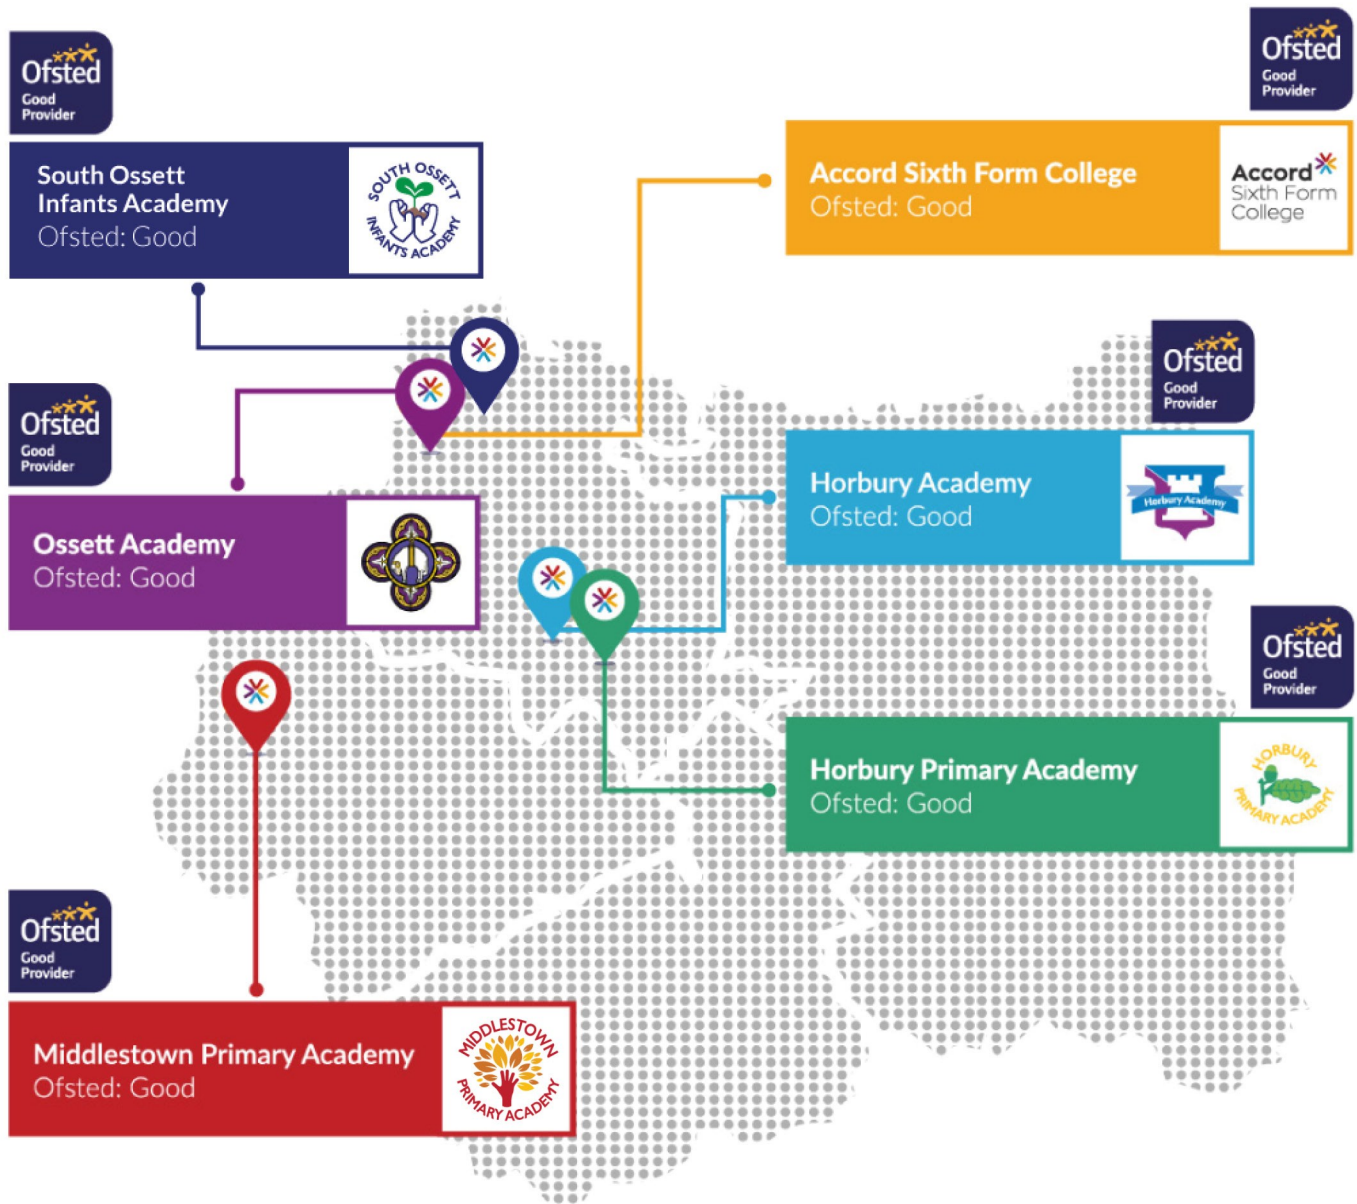 Ofsted
Good
Provider
South Ossett
Infants Academy
Ofsted: Good
SOUTH OSSETT
INFANTS ACADEMY
Ofsted
Good
Provider
Accord Sixth Form College
Ofsted: Good
Accord
Sixth Form
College
Ofsted
Good
Provider
Ossett Academy
Ofsted: Good
Ofsted
Good
Provider
Horbury Academy
Ofsted: Good
Horbury Academy
Ofsted
Good
Provider
Horbury Primary Academy
Ofsted: Good
HORBURY
PRIMARY ACADEMY
Ofsted
Good
Provider
Middlestown Primary Academy
Ofsted: Good
MIDDLESTOWN
PRIMARY ACADEMY